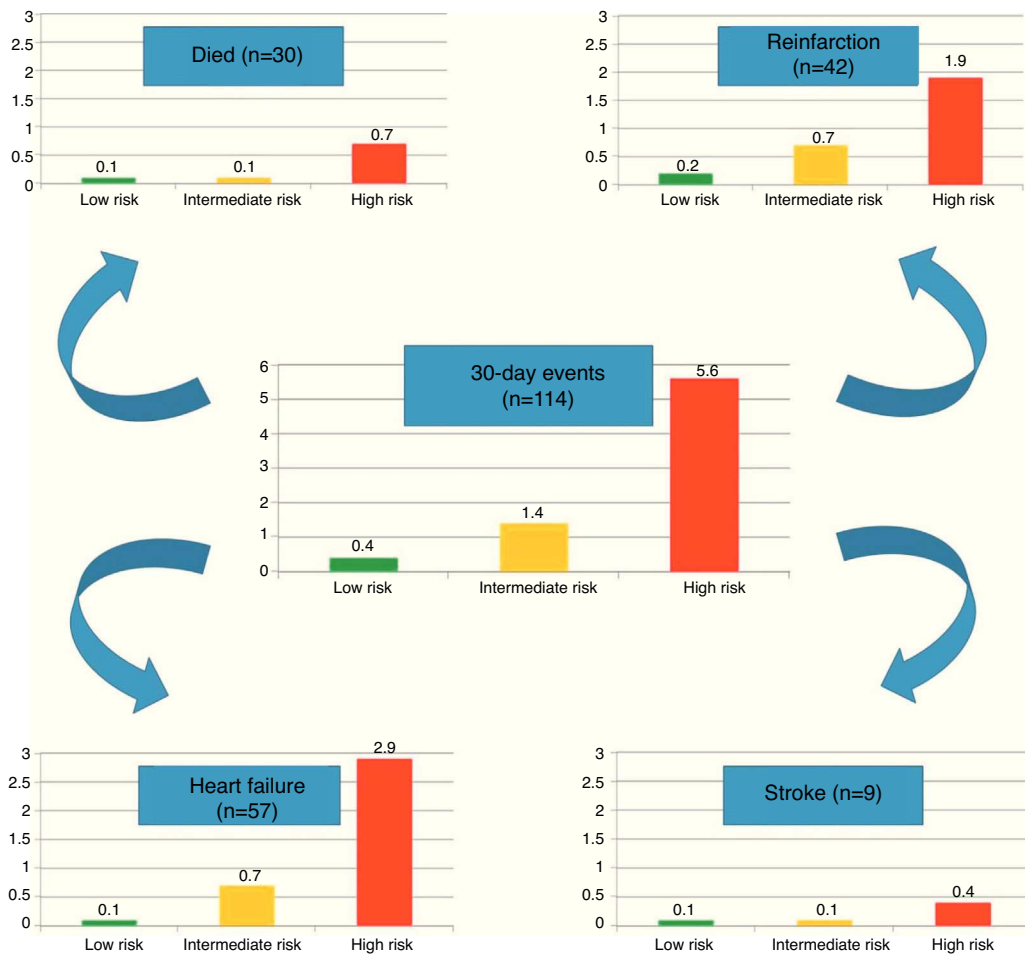 Died (n=30)
3
2.5
2
1.5
1
0.5
0
0.1
0.1
0.7
Low risk
Intermediate risk
High risk
Reinfarction
(n=42)
3
2.5
2
1.5
1
0.5
0
0.2
0.7
1.9
Low risk
Intermediate risk
High risk
30-day events
(n=114)
6
5
4
3
2
1
0
0.4
1.4
5.6
Low risk
Intermediate risk
High risk
Heart failure
(n=57)
3
2.5
2
1.5
1
0.5
0
0.1
0.7
2.9
Low risk
Intermediate risk
High risk
Stroke (n=9)
3
2.5
2
1.5
1
0.5
0
0.1
0.1
0.4
Low risk
Intermediate risk
High risk